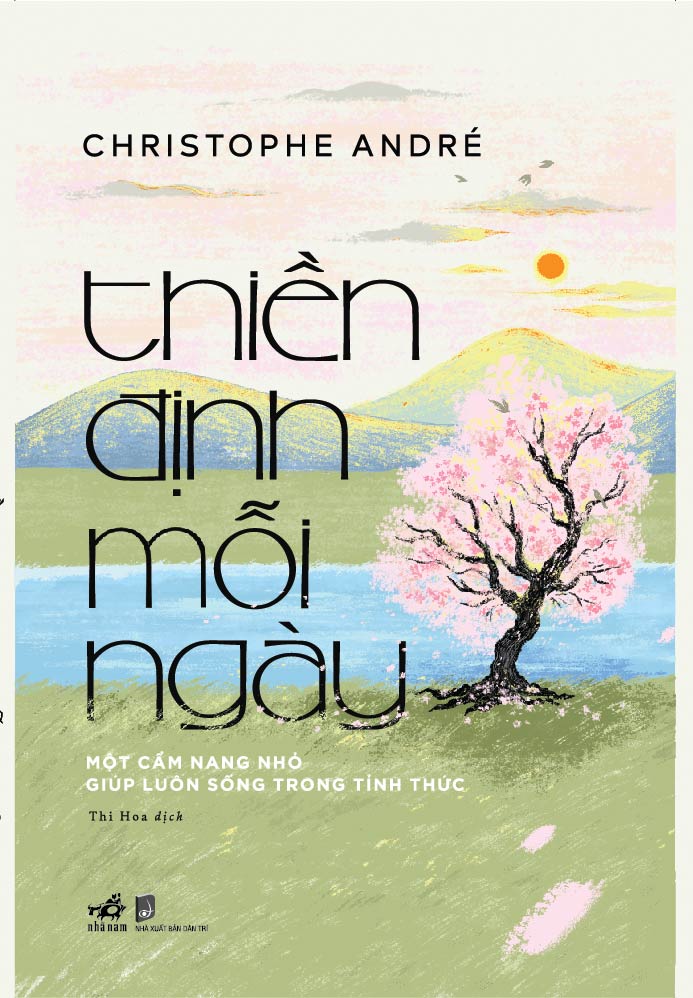 CHRISTOPHE ANDRÉ
thiền
định
mỗi
ngày
MỘT CẨM NANG NHỎ
GIÚP LUÔN SỐNG TRONG TỈNH THỨC
Thi Hoa dịch
nhã nam
NHÀ XUẤT BẢN DÂN TRÍ